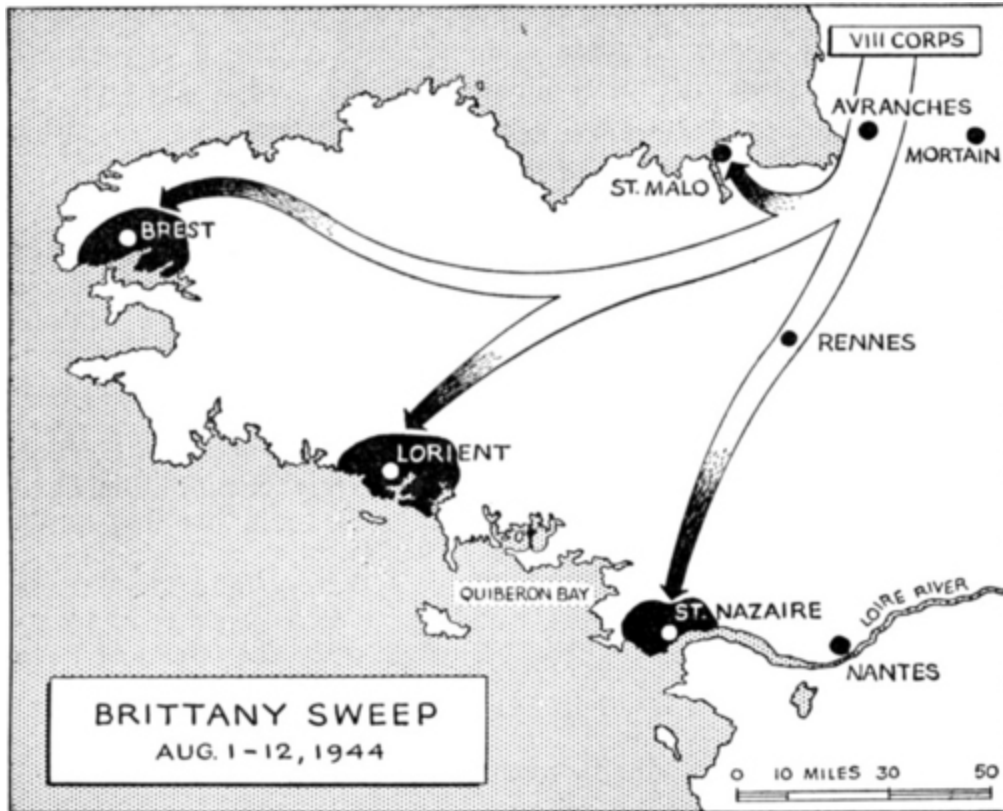 VIII CORPS
AVRANCHES
MORTAIN
ST. MALO
BREST
RENNES
LORIENT
QUIBERON BAY
ST. NAZAIRE
LOIRE RIVER
NANTES
BRITTANY SWEEP
AUG. 1-12, 1944
0 10 MILES 30 50